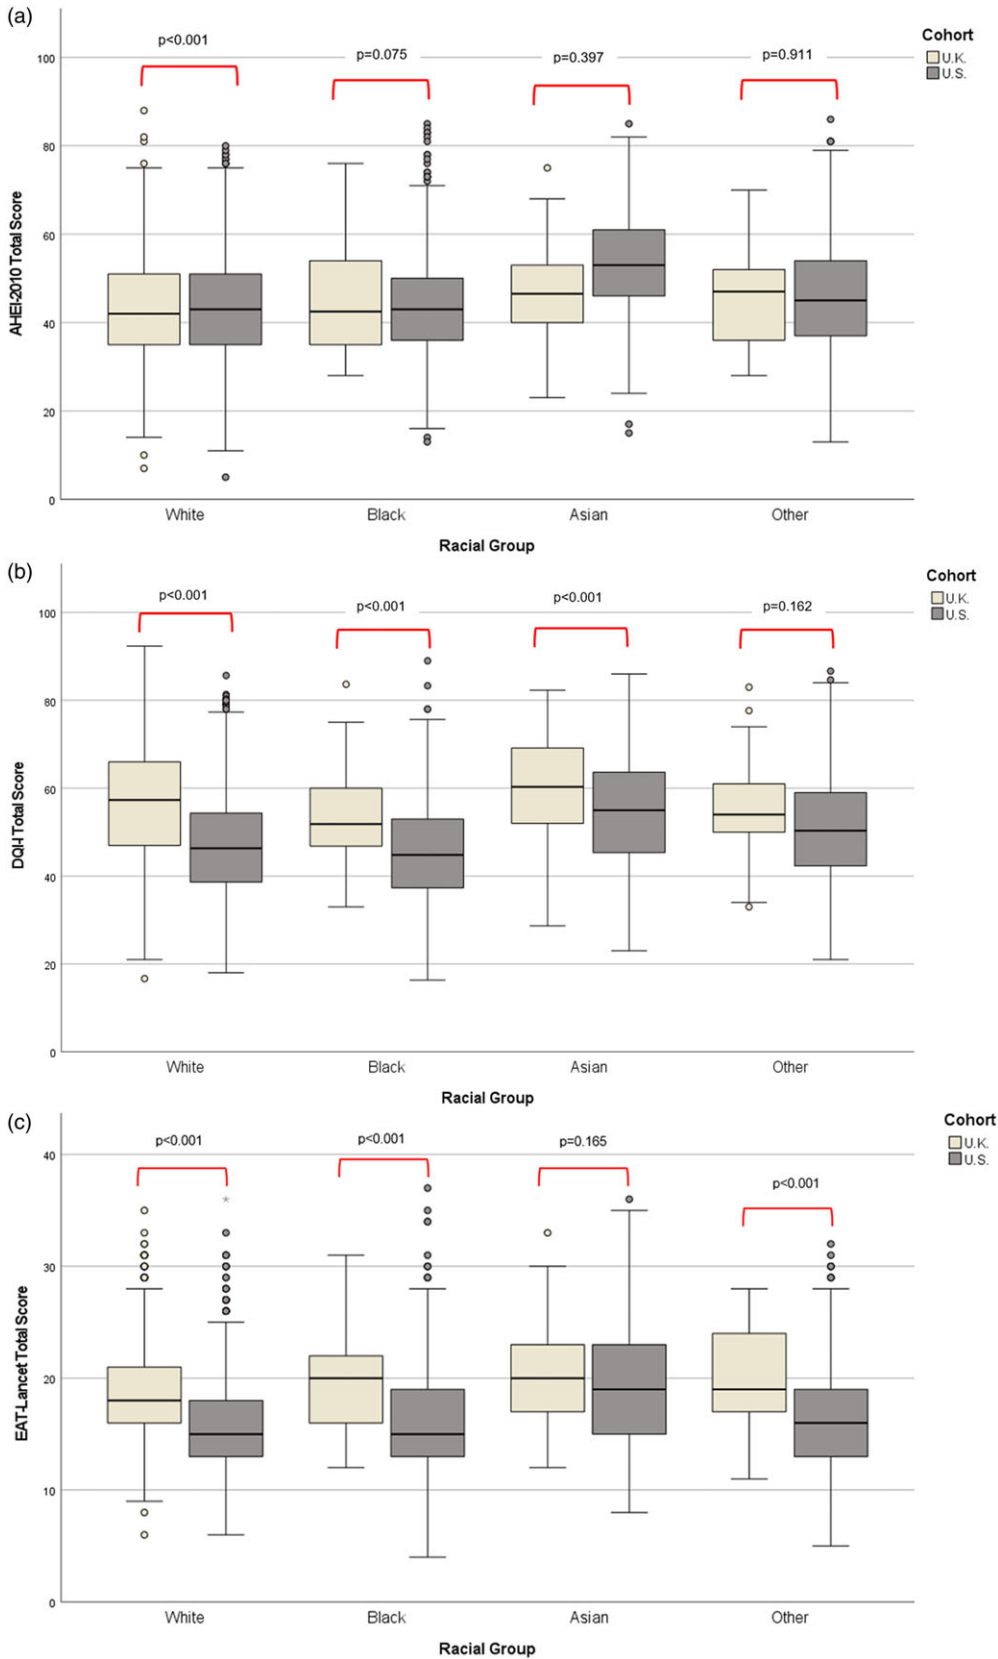 (a)
p<0.001
p=0.075
p=0.397
p=0.911
Cohort
U.K.
U.S.
100
80
60
40
20
0
AHEI-2010 Total Score
White Black Asian Other
Racial Group
(b)
p<0.001
p<0.001
p<0.001
p=0.162
Cohort
U.K.
U.S.
100
80
60
40
20
0
DQI-I Total Score
White Black Asian Other
Racial Group
(c)
p<0.001
p<0.001
p=0.165
p<0.001
Cohort
U.K.
U.S.
40
30
20
10
0
EAT-Lancet Total Score
White Black Asian Other
Racial Group